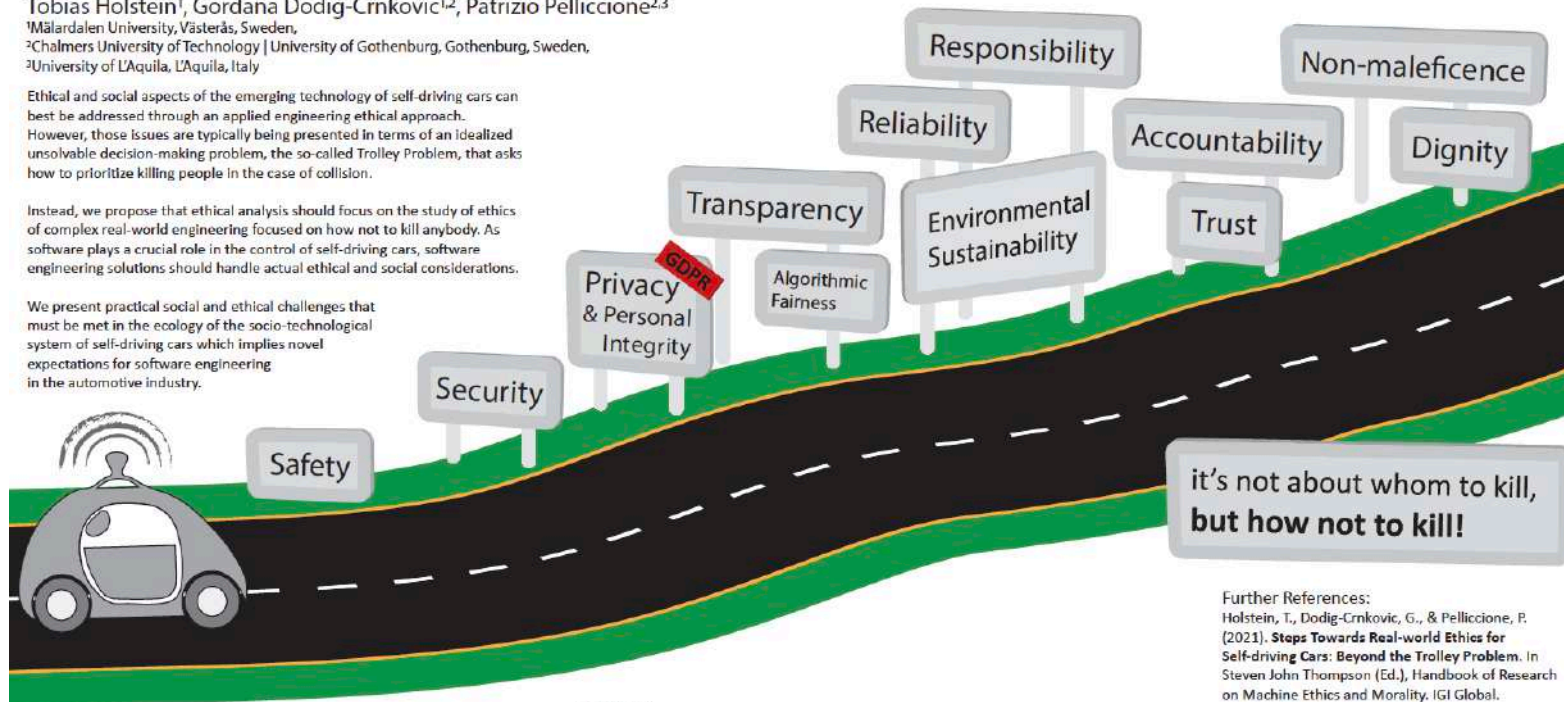 Tobias Holstein¹, Gordana Dodig-Crnkovic¹,², Patrizio Pelliccione²,³
¹Mälardalen University, Västerås, Sweden,
²Chalmers University of Technology | University of Gothenburg, Gothenburg, Sweden,
³University of L'Aquila, L'Aquila, Italy
Ethical and social aspects of the emerging technology of self-driving cars can
best be addressed through an applied engineering ethical approach.
However, those issues are typically being presented in terms of an idealized
unsolvable decision-making problem, the so-called Trolley Problem, that asks
how to prioritize killing people in the case of collision.
Instead, we propose that ethical analysis should focus on the study of ethics
of complex real-world engineering focused on how not to kill anybody. As
software plays a crucial role in the control of self-driving cars, software
engineering solutions should handle actual ethical and social considerations.
We present practical social and ethical challenges that
must be met in the ecology of the socio-technological
system of self-driving cars which implies novel
expectations for software engineering
in the automotive industry.
Safety
Security
Privacy
& Personal
Integrity
GDPR
Transparency
Algorithmic
Fairness
Reliability
Responsibility
Environmental
Sustainability
Accountability
Trust
Non-maleficence
Dignity
it's not about whom to kill,
but how not to kill!
Further References:
Holstein, T., Dodig-Crnkovic, G., & Pelliccione, P.
(2021). Steps Towards Real-world Ethics for
Self-driving Cars: Beyond the Trolley Problem. In
Steven John Thompson (Ed.), Handbook of Research
on Machine Ethics and Morality. IGI Global.